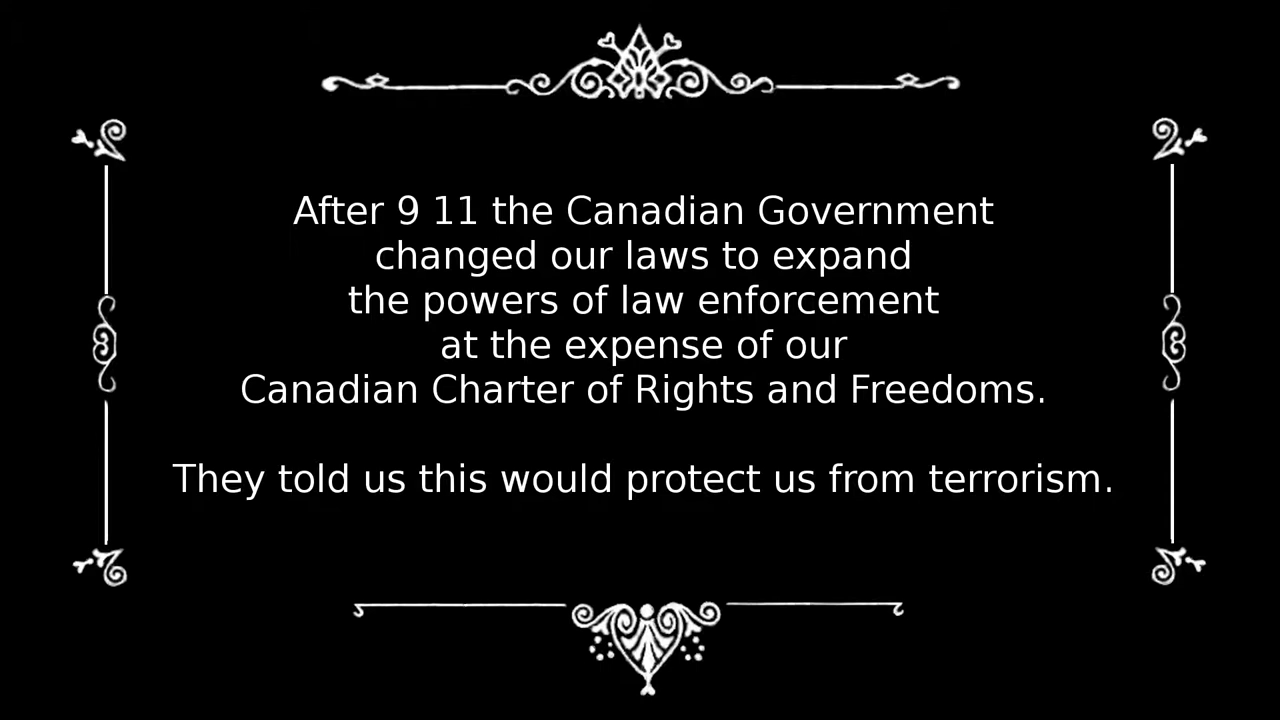 After 9 11 the Canadian Government
changed our laws to expand
the powers of law enforcement
at the expense of our
Canadian Charter of Rights and Freedoms.
They told us this would protect us from terrorism.